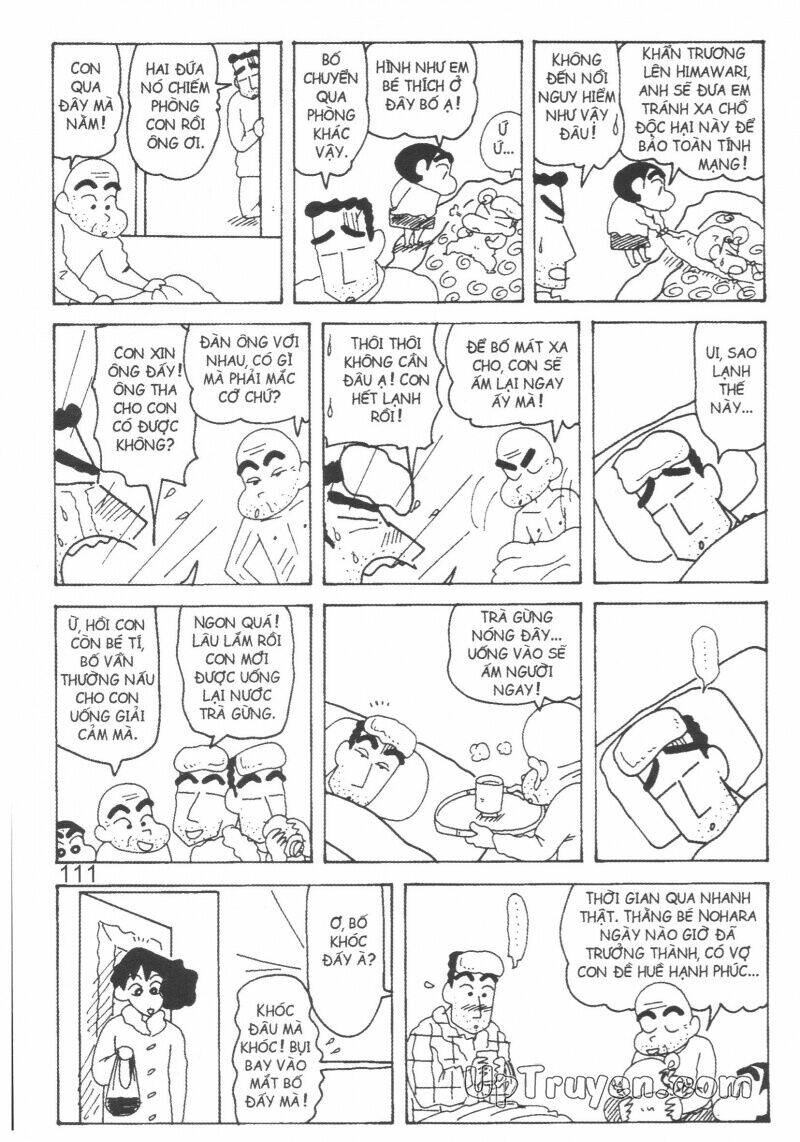 KHẨN TRƯƠNG
LÊN HIMAWARI,
ANH SẼ ĐƯA EM
TRÁNH XA CHỖ
ĐỘC HẠI NÀY ĐỂ
BẢO TOÀN TÍNH
MẠNG!
KHÔNG
ĐẾN NỖI
NGUY HIỂM
NHƯ VẬY
ĐÂU!
HÌNH NHƯ EM
BÉ THÍCH Ở
ĐÂY BỐ Ạ!
Ứ
Ứ...
BỐ
CHUYỂN
QUA
PHÒNG
KHÁC
VẬY.
HAI ĐỨA
NÓ CHIẾM
PHÒNG
CON RỒI
ÔNG ƠI.
CON
QUA
ĐÂY MÀ
NẰM!
UI, SAO
LẠNH
THẾ
NÀY...
ĐỂ BỐ MÁT XA
CHO, CON SẼ
ẤM LẠI NGAY
ẤY MÀ!
THÔI THÔI
KHÔNG CẦN
ĐÂU Ạ! CON
HẾT LẠNH
RỒI!
ĐÀN ÔNG VỚI
NHAU, CÓ GÌ
MÀ PHẢI MẮC
CỠ CHỨ?
CON XIN
ÔNG ĐẤY!
ÔNG THA
CHO CON
CÓ ĐƯỢC
KHÔNG?
......
TRÀ GỪNG
NÓNG ĐÂY...
UỐNG VÀO SẼ
ẤM NGƯỜI
NGAY!
NGON QUÁ!
LÂU LẮM RỒI
CON MỚI
ĐƯỢC UỐNG
LẠI NƯỚC
TRÀ GỪNG.
Ừ, HỒI CON
CÒN BÉ TÍ,
BỐ VẪN
THƯỜNG NẤU
CHO CON
UỐNG GIẢI
CẢM MÀ.
111
THỜI GIAN QUA NHANH
THẬT. THẰNG BÉ NOHARA
NGÀY NÀO GIỜ ĐÃ
TRƯỞNG THÀNH, CÓ VỢ
CON ĐỀ HUỀ HẠNH PHÚC...
......
Ơ, BỐ
KHÓC
ĐẤY À?
KHÓC
ĐÂU MÀ
KHÓC! BỤI
BAY VÀO
MẮT BỐ
ĐẤY MÀ!
UpTruyen.com